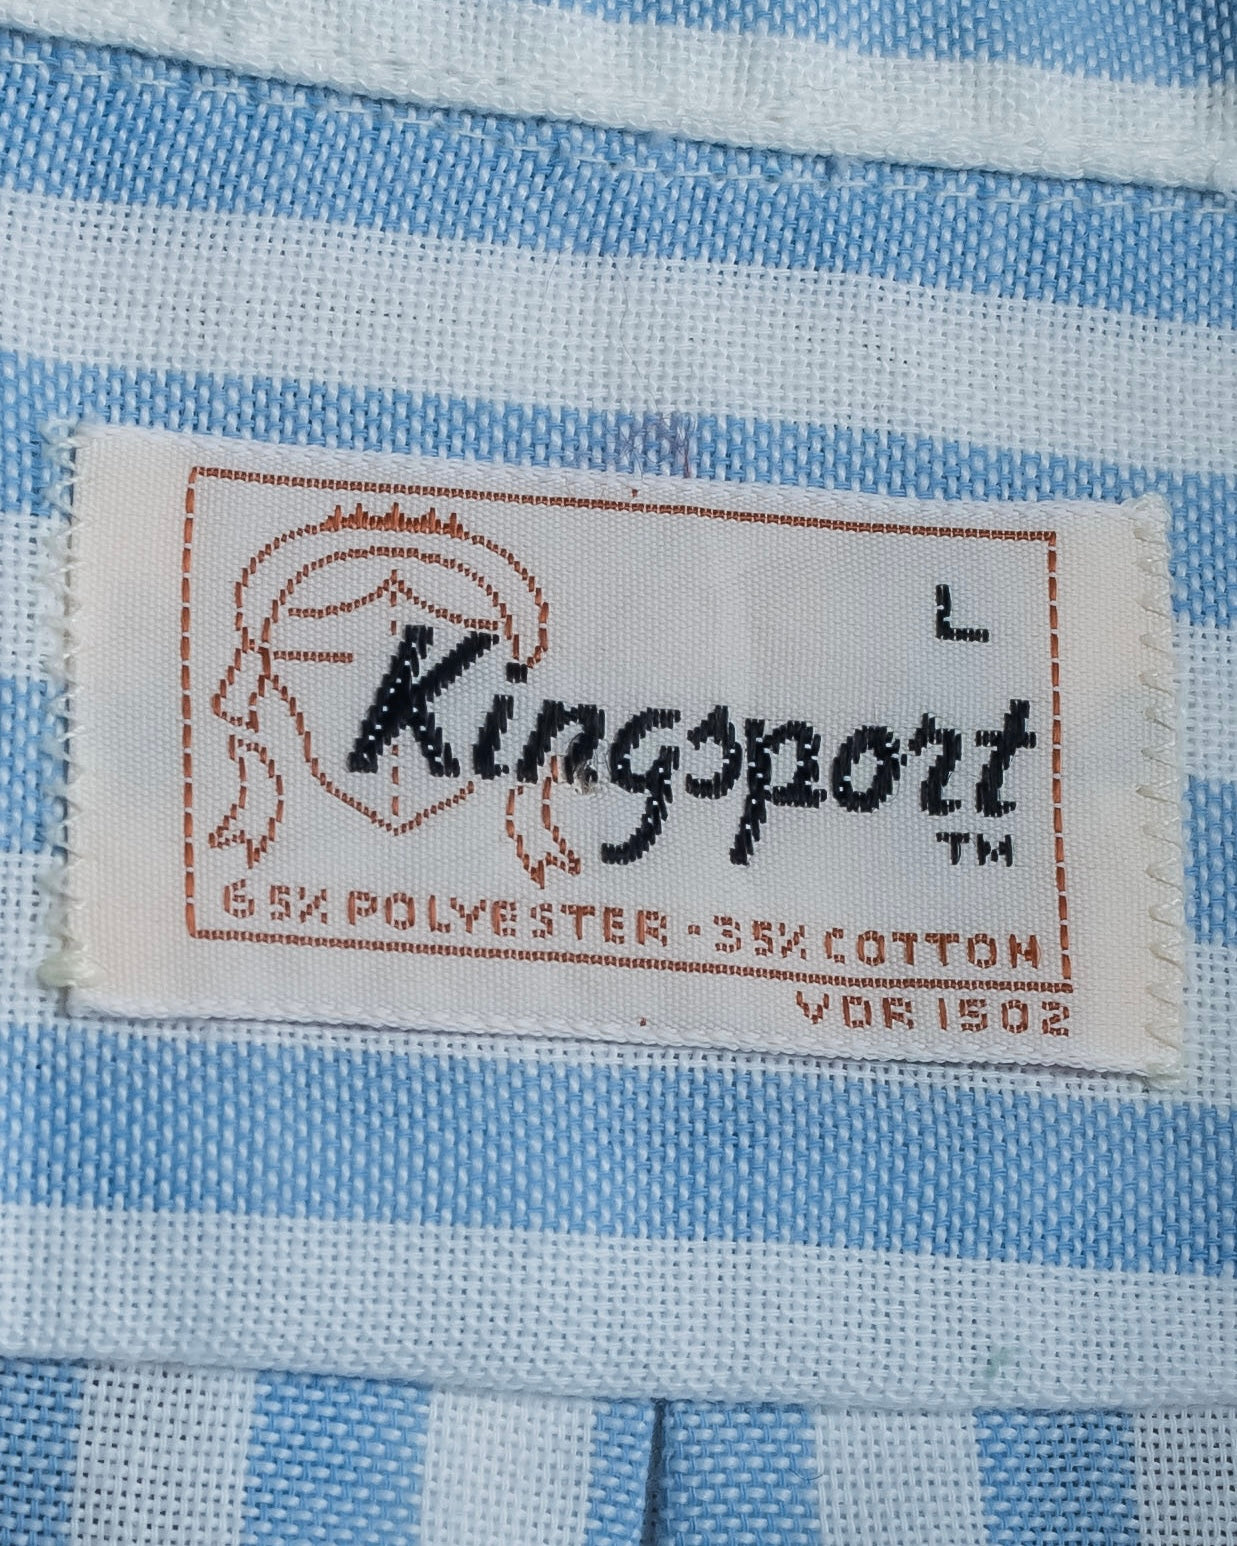 L
Kingsport
TM
65% POLYESTER - 35% COTTON
VDR 1502